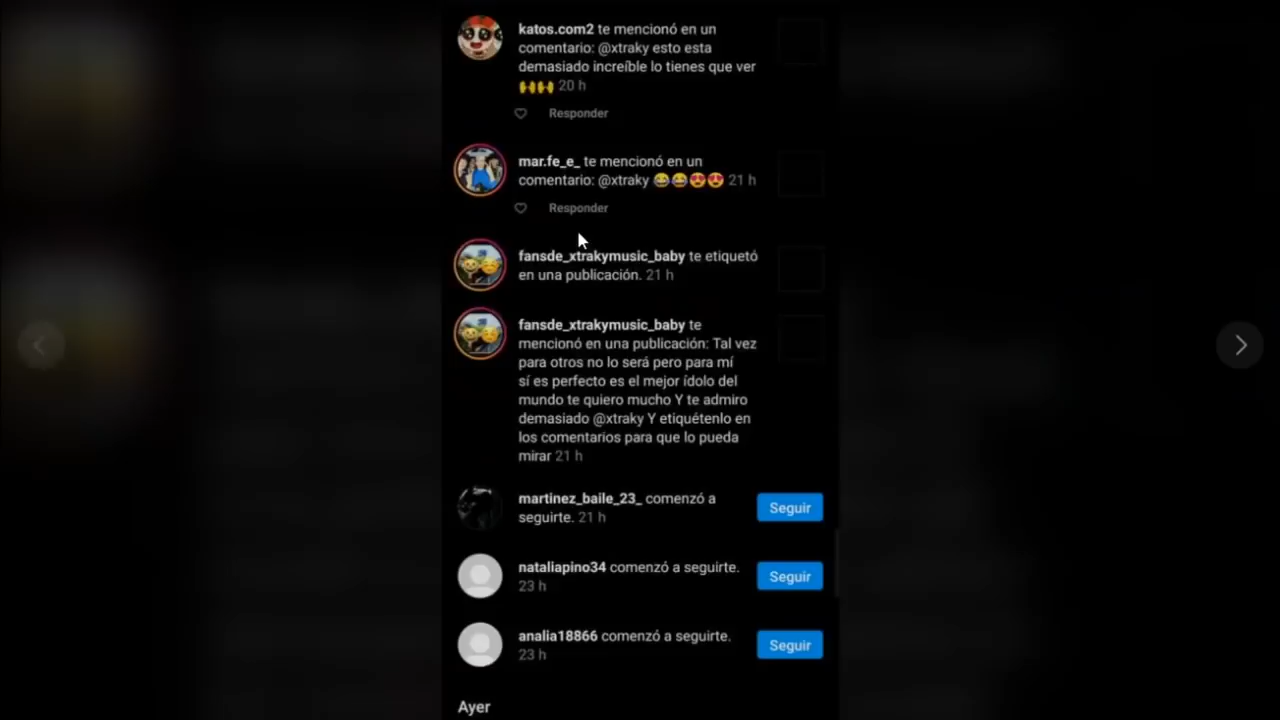 katos.com2 te mencionó en un
comentario: @xtraky esto esta
demasiado increíble lo tienes que ver
🙌🙌 20 h
Responder
mar.fe_e_ te mencionó en un
comentario: @xtraky 😂😂😍😍 21 h
Responder
fansde_xtrakymusic_baby te etiquetó
en una publicación. 21 h
fansde_xtrakymusic_baby te
mencionó en una publicación: Tal vez
para otros no lo será pero para mí
sí es perfecto es el mejor ídolo del
mundo te quiero mucho Y te admiro
demasiado @xtraky Y etiquétenlo en
los comentarios para que lo pueda
mirar 21 h
martinez_baile_23_ comenzó a
seguirte. 21 h
Seguir
nataliapino34 comenzó a seguirte.
23 h
Seguir
analia18866 comenzó a seguirte.
23 h
Seguir
Ayer